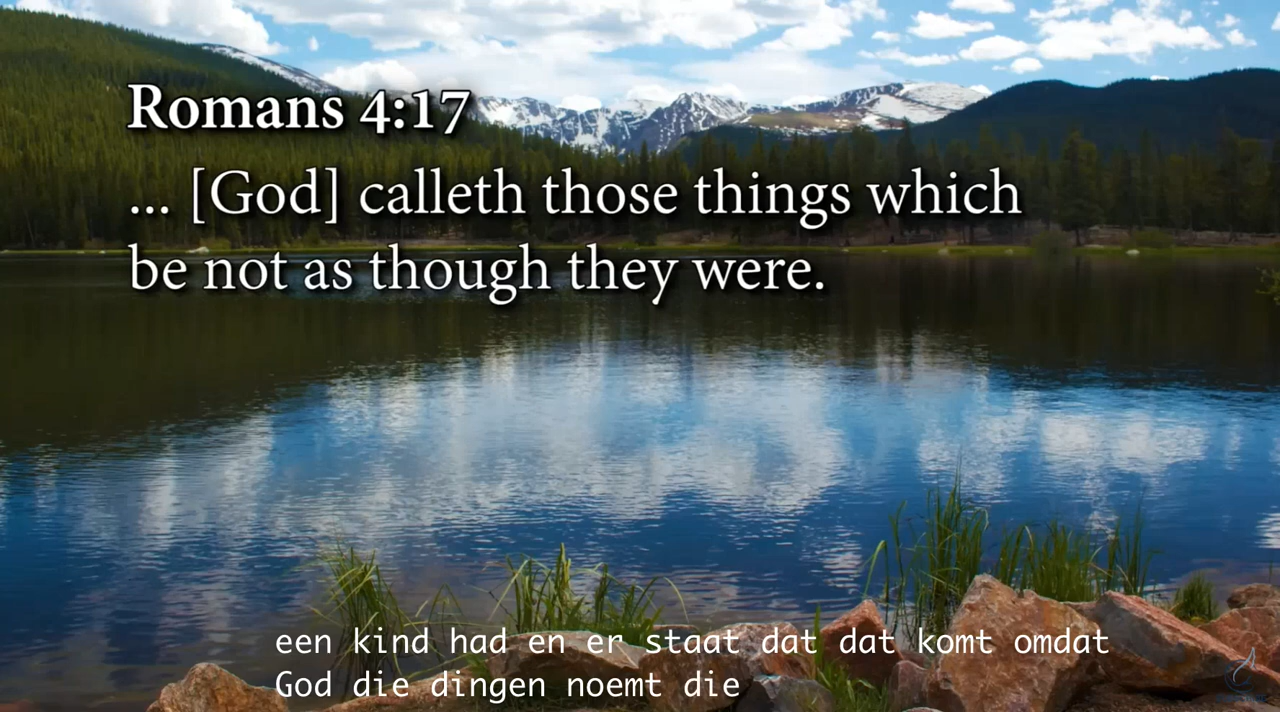 Romans 4:17
... [God] calleth those things which
be not as though they were.
een kind had en er staat dat dat komt omdat
God die dingen noemt die